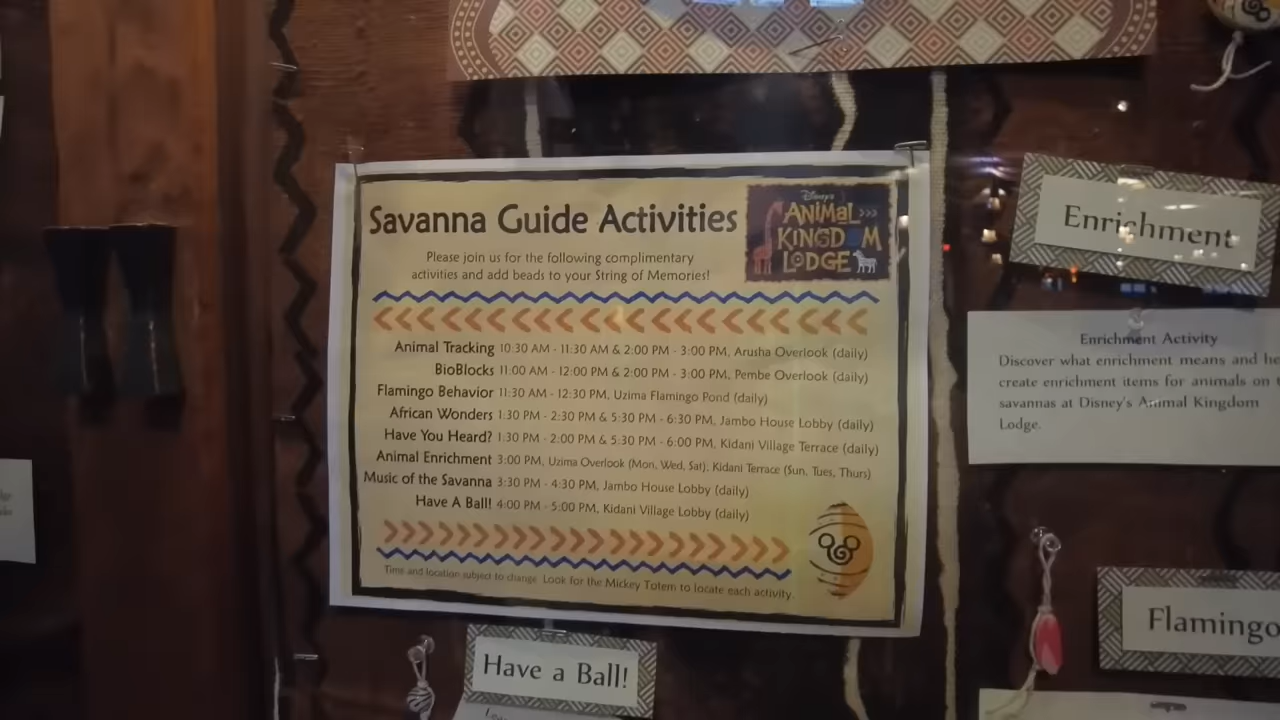 Savanna Guide Activities
Disney's
ANIMAL
KINGDOM
LODGE
Please join us for the following complimentary
activities and add beads to your String of Memories!
Animal Tracking 10:30 AM - 11:30 AM & 2:00 PM - 3:00 PM, Arusha Overlook (daily)
BioBlocks 11:00 AM - 12:00 PM & 2:00 PM - 3:00 PM, Pembe Overlook (daily)
Flamingo Behavior 11:30 AM - 12:30 PM, Uzima Flamingo Pond (daily)
African Wonders 1:30 PM - 2:30 PM & 5:30 PM - 6:30 PM, Jambo House Lobby (daily)
Have You Heard? 1:30 PM - 2:00 PM & 5:30 PM - 6:00 PM, Kidani Village Terrace (daily)
Animal Enrichment 3:00 PM, Uzima Overlook (Mon, Wed, Sat), Kidani Terrace (Sun, Tues, Thurs)
Music of the Savanna 3:30 PM - 4:30 PM, Jambo House Lobby (daily)
Have A Ball! 4:00 PM - 5:00 PM, Kidani Village Lobby (daily)
Time and location subject to change. Look for the Mickey Totem to locate each activity.
Enrichment
Enrichment Activity
Discover what enrichment means and
create enrichment items for animals on
savannas at Disney's Animal Kingdom
Lodge.
Have a Ball!
Flamingo